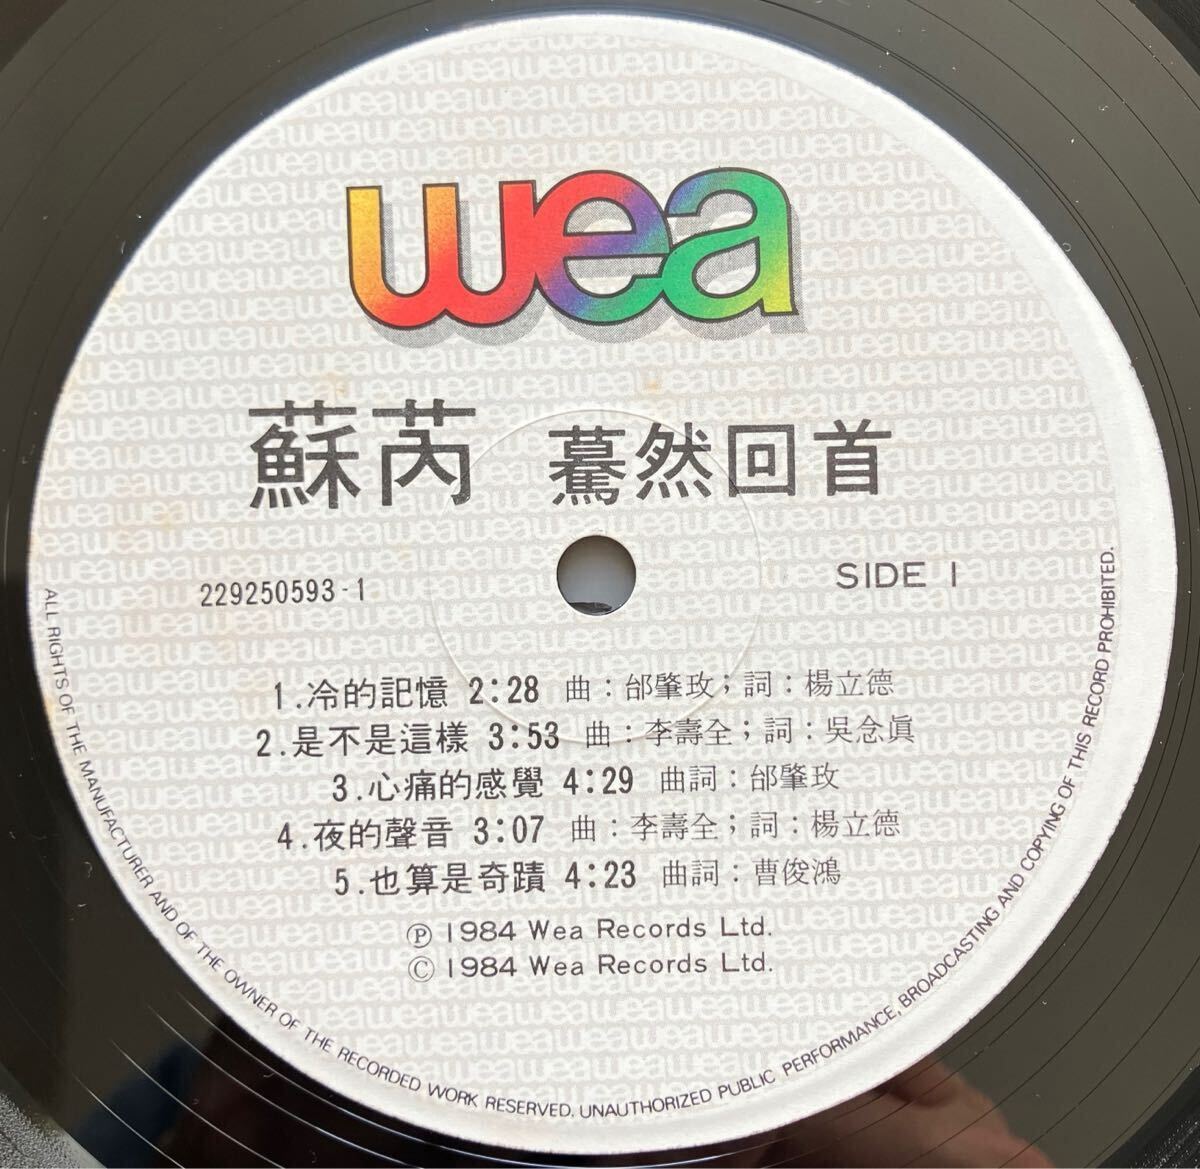 wea
蘇芮 驀然回首
229250593-1 SIDE 1
1.冷的記憶 2:28 曲:邰肇玫;詞:楊立德
2.是不是這樣 3:53 曲:李壽全;詞:吳念眞
3.心痛的感覺 4:29 曲詞:邰肇玫
4.夜的聲音 3:07 曲:李壽全;詞:楊立德
5.也算是奇蹟 4:23 曲詞:曹俊鴻
Ⓟ 1984 Wea Records Ltd.
© 1984 Wea Records Ltd.
ALL RIGHTS OF THE MANUFACTURER AND OF THE OWNER OF THE RECORDED WORK RESERVED. UNAUTHORIZED PUBLIC PERFORMANCE, BROADCASTING AND COPYING OF THIS RECORD PROHIBITED.